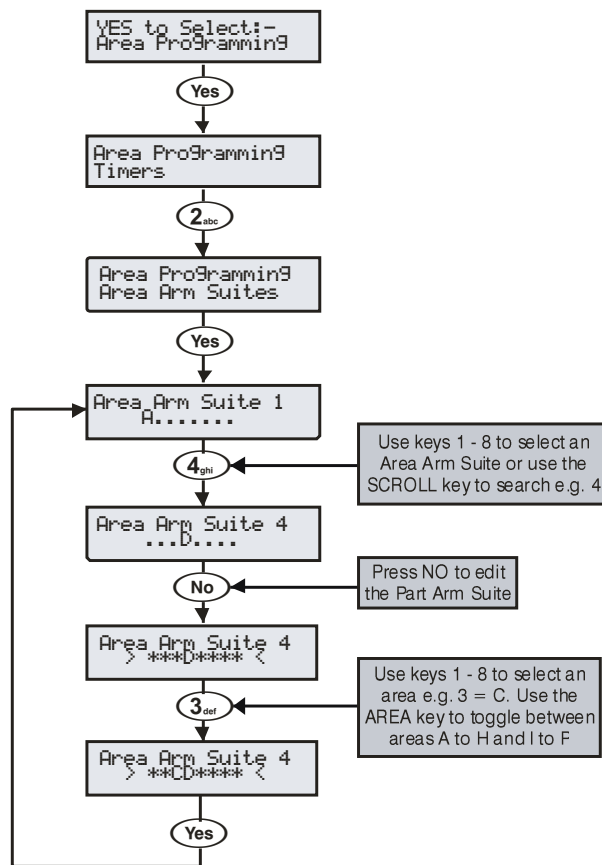 YES to Select:-
Area Programming
Yes
Area Programming
Timers
2abc
Area Programming
Area Arm Suites
Yes
Area Arm Suite 1
A.......
Use keys 1 - 8 to select an
Area Arm Suite or use the
SCROLL key to search e.g. 4
4ghi
Area Arm Suite 4
...D....
Press NO to edit
the Part Arm Suite
No
Area Arm Suite 4
> ***D**** <
Use keys 1 - 8 to select an
area e.g. 3 = C. Use the
AREA key to toggle between
areas A to H and I to P
3def
Area Arm Suite 4
> **CD**** <
Yes